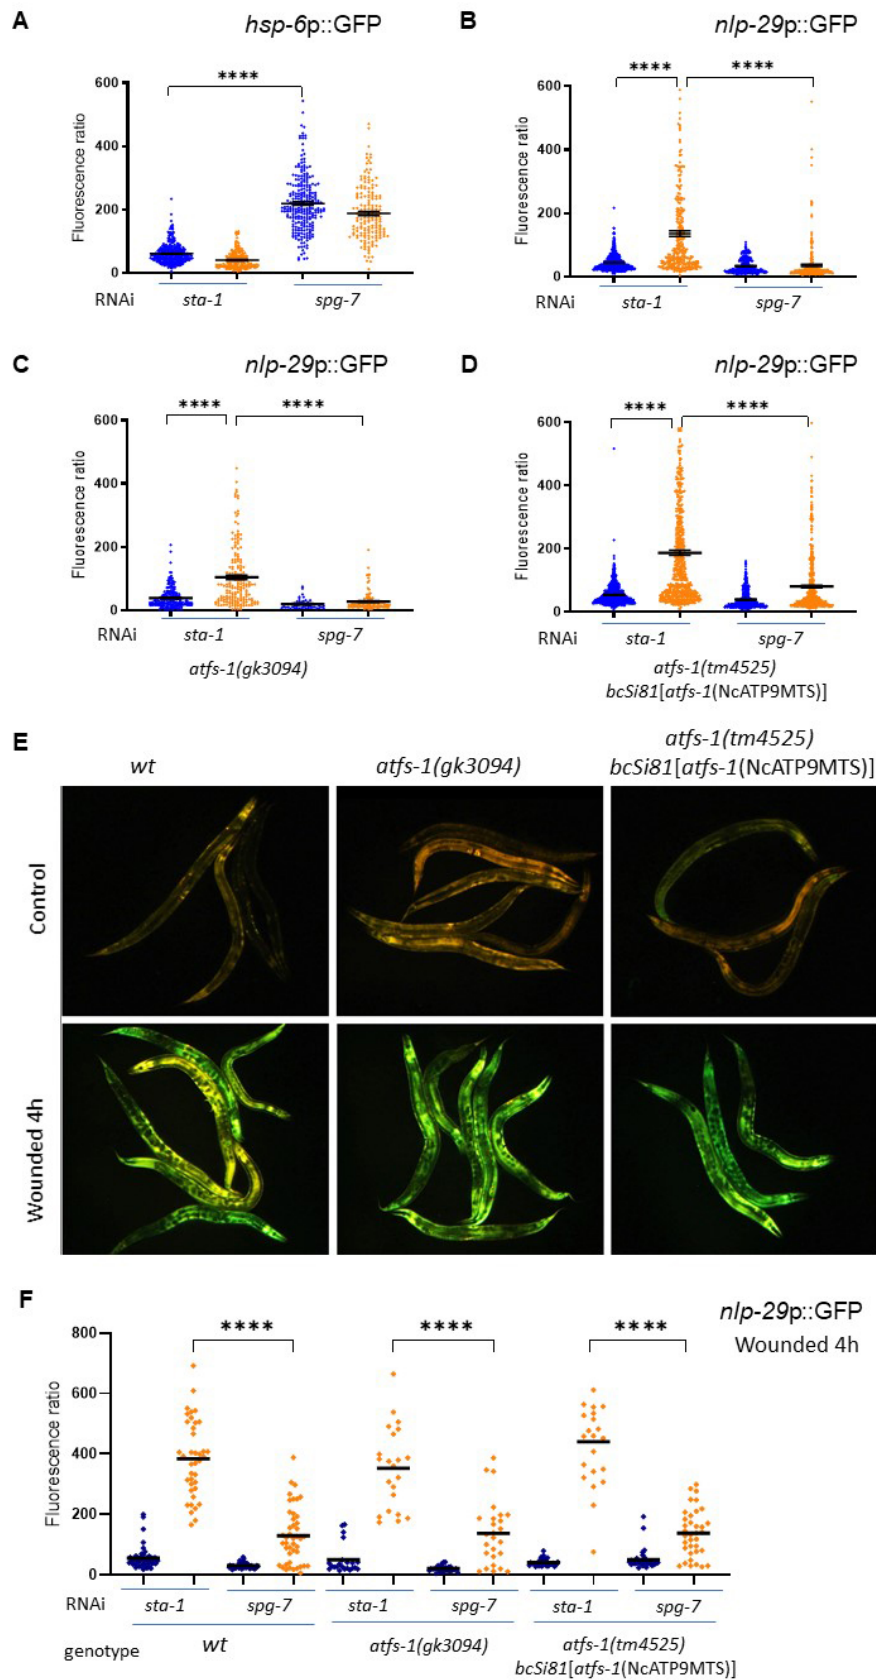 A
hsp-6p::GFP
****
Fluorescence ratio
600
400
200
0
RNAi
sta-1
spg-7
B
nlp-29p::GFP
****
****
Fluorescence ratio
600
400
200
0
RNAi
sta-1
spg-7
C
nlp-29p::GFP
****
****
Fluorescence ratio
600
400
200
0
RNAi
sta-1
spg-7
atfs-1(gk3094)
D
nlp-29p::GFP
****
****
Fluorescence ratio
600
400
200
0
RNAi
sta-1
spg-7
atfs-1(tm4525)
bcSi81[atfs-1(NcATP9MTS)]
E
wt
atfs-1(gk3094)
atfs-1(tm4525)
bcSi81[atfs-1(NcATP9MTS)]
Control
Wounded 4h
F
nlp-29p::GFP
Wounded 4h
****
****
****
Fluorescence ratio
800
600
400
200
0
RNAi
sta-1
spg-7
sta-1
spg-7
sta-1
spg-7
genotype
wt
atfs-1(gk3094)
atfs-1(tm4525)
bcSi81[atfs-1(NcATP9MTS)]